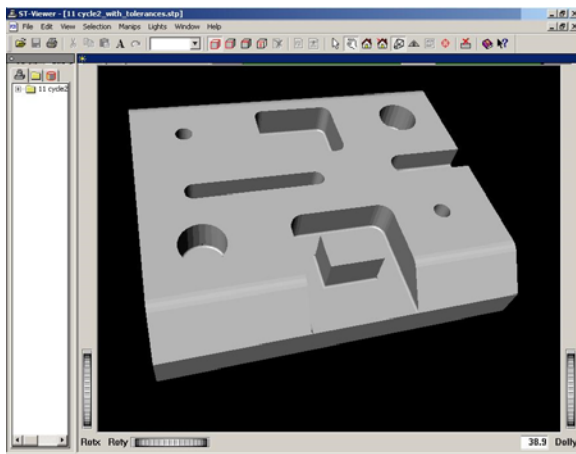 ST-Viewer - [11 cycle2_with_tolerances.stp]
File Edit View Selection Manips Lights Window Help
11 cycle2
Rotx Roty
38.9 Dolly